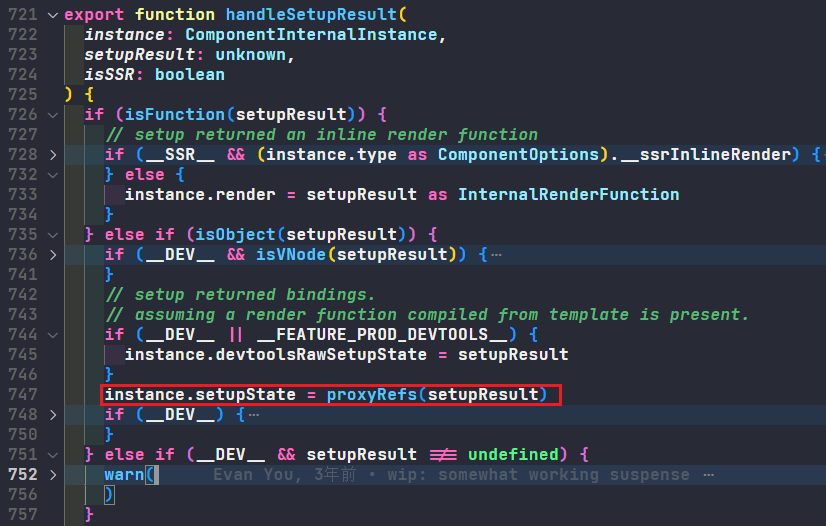 721 export function handleSetupResult(
722 instance: ComponentInternalInstance,
723 setupResult: unknown,
724 isSSR: boolean
725 ) {
726 if (isFunction(setupResult)) {
727 // setup returned an inline render function
728 if (__SSR__ && (instance.type as ComponentOptions).__ssrInlineRender) {…
732 } else {
733 instance.render = setupResult as InternalRenderFunction
734 }
735 } else if (isObject(setupResult)) {
736 if (__DEV__ && isVNode(setupResult)) {…
741 }
742 // setup returned bindings.
743 // assuming a render function compiled from template is present.
744 if (__DEV__ || __FEATURE_PROD_DEVTOOLS__) {
745 instance.devtoolsRawSetupState = setupResult
746 }
747 instance.setupState = proxyRefs(setupResult)
748 if (__DEV__) {…
750 }
751 } else if (__DEV__ && setupResult !== undefined) {
752 warn( Evan You, 3年前 • wip: somewhat working suspense …
756 )
757 }